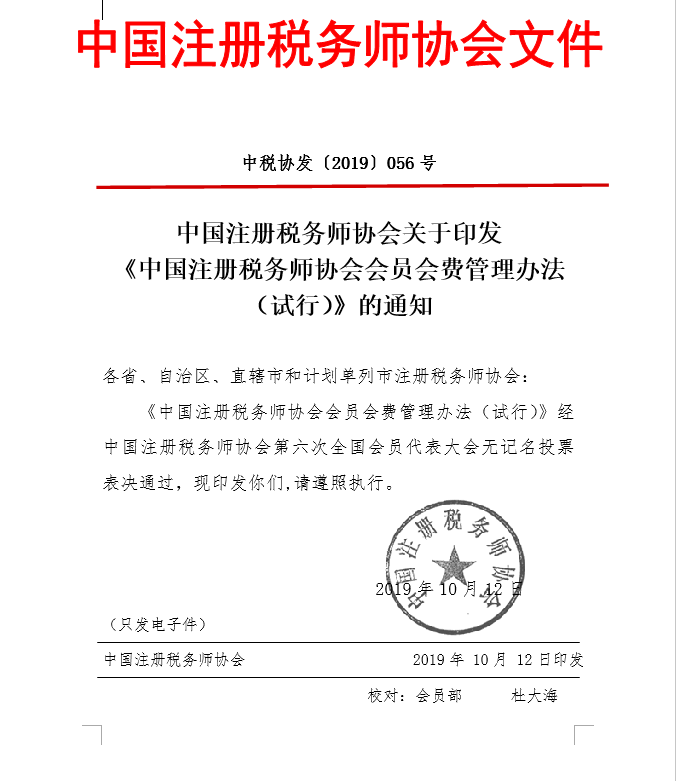 中国注册税务师协会文件
中税协发〔2019〕056 号
中国注册税务师协会关于印发
《中国注册税务师协会会员会费管理办法
（试行）》的通知
各省、自治区、直辖市和计划单列市注册税务师协会：
《中国注册税务师协会会员会费管理办法（试行）》经
中国注册税务师协会第六次全国会员代表大会无记名投票
表决通过，现印发你们,请遵照执行。
中国注册税务师协会
2019 年 10 月 12 日
（只发电子件）
中国注册税务师协会 2019 年 10 月 12 日印发
校对：会员部 杜大海